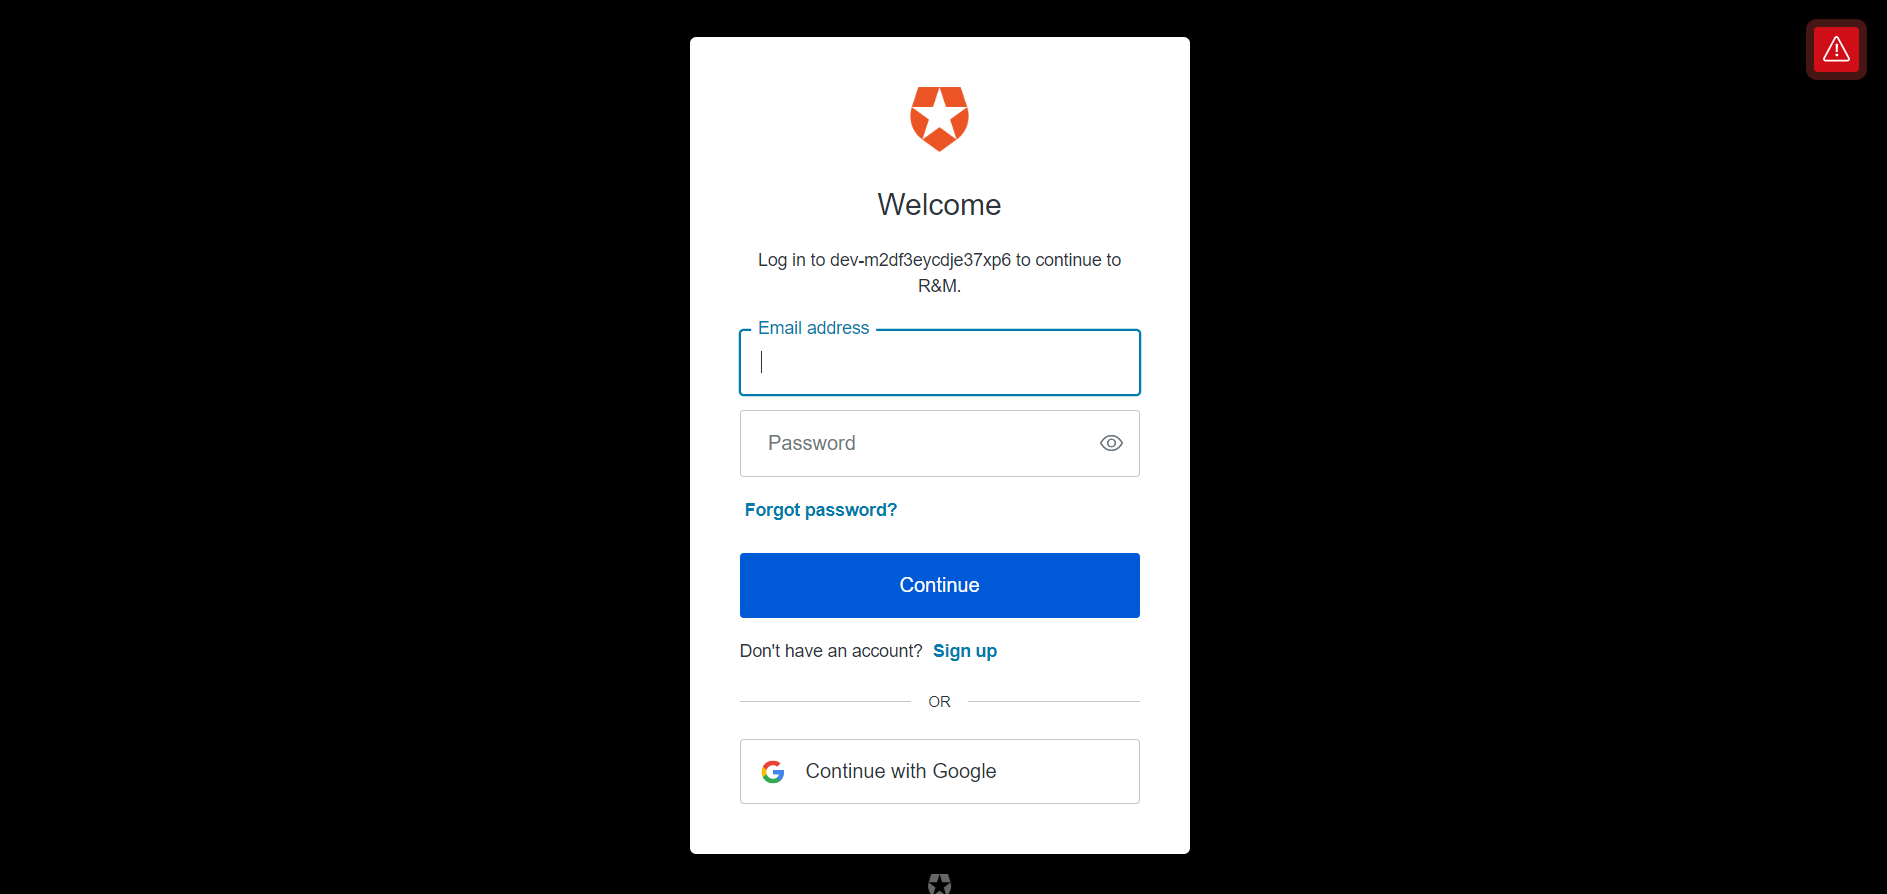 Welcome
Log in to dev-m2df3eycdje37xp6 to continue to
R&M.
Email address
Password
Forgot password?
Continue
Don't have an account? Sign up
OR
Continue with Google